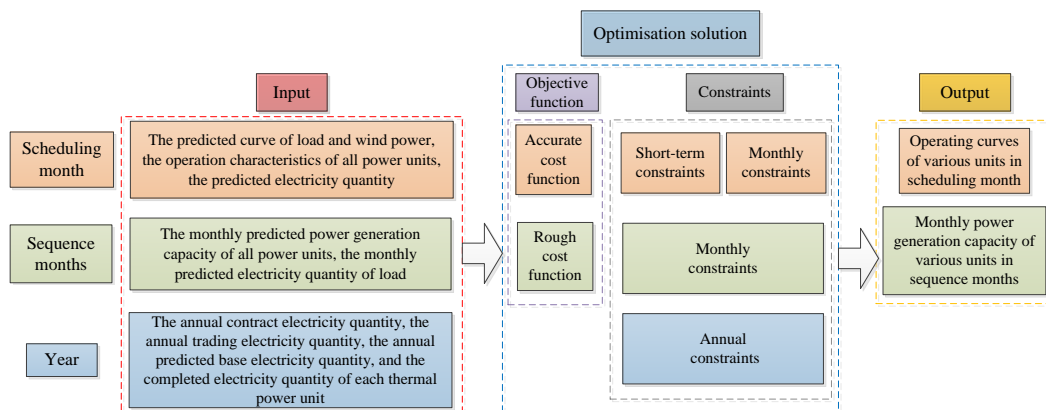 Optimisation solution
Input
Objective
function
Constraints
Output
Scheduling
month
The predicted curve of load and wind power,
the operation characteristics of all power units,
the predicted electricity quantity
Accurate
cost
function
Short-term
constraints
Monthly
constraints
Operating curves
of various units in
scheduling month
Sequence
months
The monthly predicted power generation
capacity of all power units, the monthly
predicted electricity quantity of load
Rough
cost
function
Monthly
constraints
Monthly power
generation capacity of
various units in
sequence months
Year
The annual contract electricity quantity, the
annual trading electricity quantity, the annual
predicted base electricity quantity, and the
completed electricity quantity of each thermal
power unit
Annual
constraints